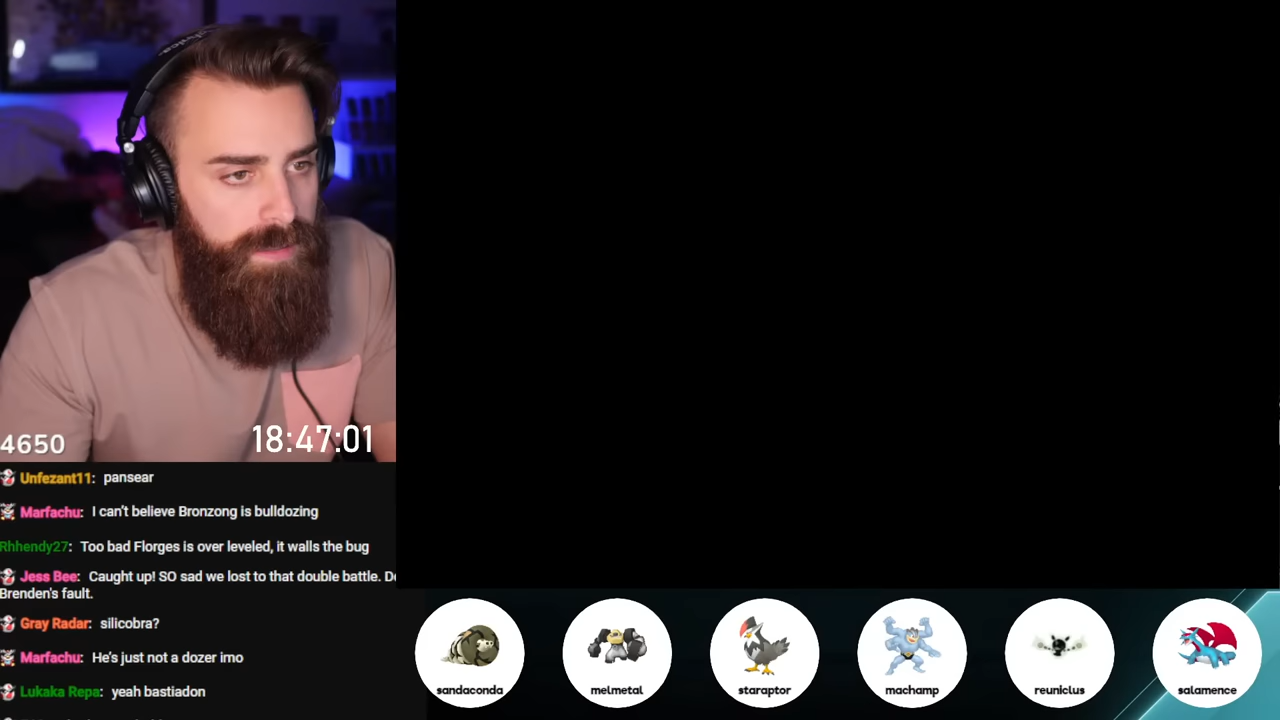 4650
18:47:01
Unfezant11: pansear
Marfachu: I can't believe Bronzong is bulldozing
Rhhendy27: Too bad Florges is over leveled, it walls the bug
Jess Bee: Caught up! SO sad we lost to that double battle.
Brenden's fault.
Gray Radar: silicobra?
Marfachu: He's just not a dozer imo
Lukaka Repa: yeah bastiadon
sandaconda
melmetal
staraptor
machamp
reuniclus
salamence